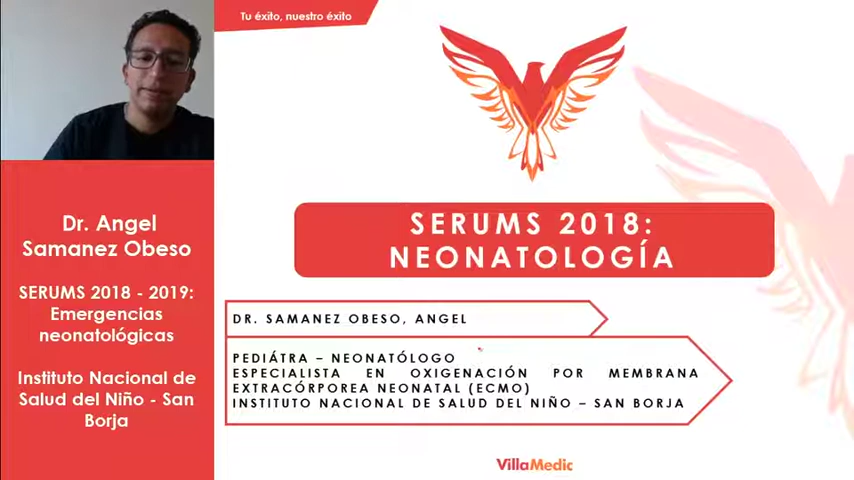 Tu éxito, nuestro éxito
Dr. Angel
Samanez Obeso
SERUMS 2018 - 2019:
Emergencias
neonatológicas
Instituto Nacional de
Salud del Niño - San
Borja
SERUMS 2018:
NEONATOLOGÍA
DR. SAMANEZ OBESO, ANGEL
PEDIÁTRA – NEONATÓLOGO
ESPECIALISTA EN OXIGENACIÓN POR MEMBRANA
EXTRACÓRPOREA NEONATAL (ECMO)
INSTITUTO NACIONAL DE SALUD DEL NIÑO – SAN BORJA
VillaMedic